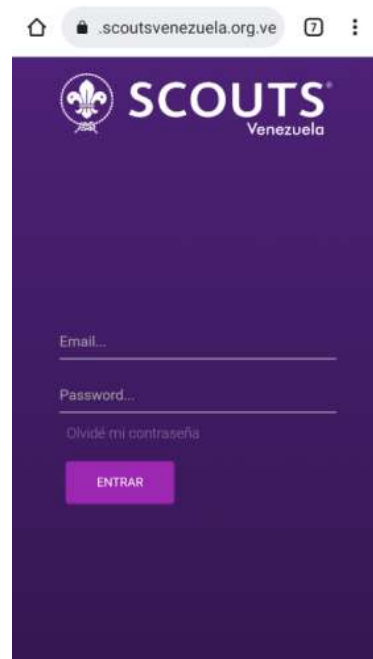 .scoutsvenezuela.org.ve 7
SCOUTS®
Venezuela
Email...
Password...
Olvidé mi contraseña
ENTRAR